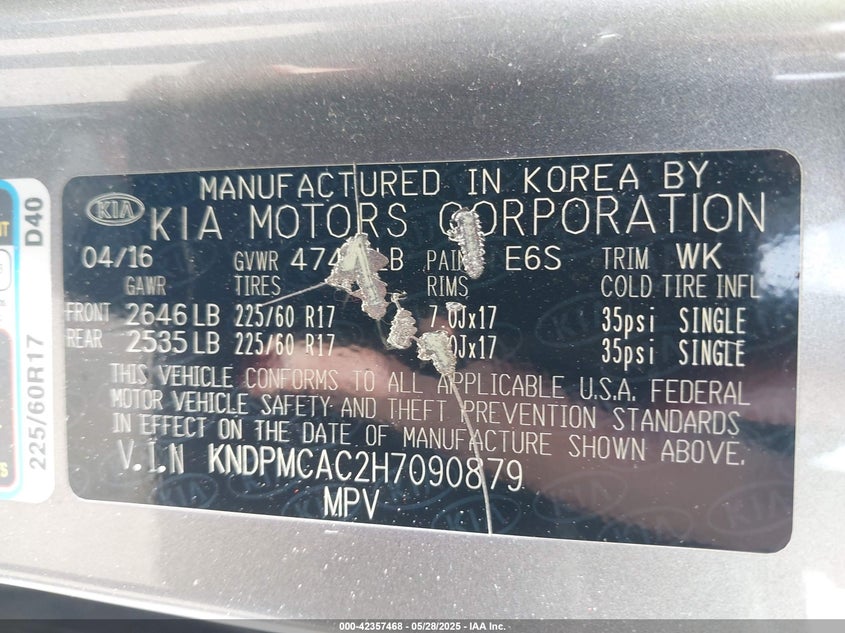 MANUFACTURED IN KOREA BY
KIA KIA MOTORS CORPORATION
04/16 GVWR LB E6S TRIM WK
GAWR TIRES RIMS COLD TIRE INFL
FRONT 2646 LB 225/60 R17 7.0Jx17 35psi SINGLE
REAR 2535 LB 225/60 R17 35psi SINGLE
THIS VEHICLE CONFORMS TO ALL APPLICABLE U.S.A. FEDERAL
MOTOR VEHICLE SAFETY AND THEFT PREVENTION STANDARDS
IN EFFECT ON THE DATE OF MANUFACTURE SHOWN ABOVE.
V.I.N KNDPMCAC2H7090879
MPV
225/60R17 D40
000-42357468 05/28/2025 IAA Inc.